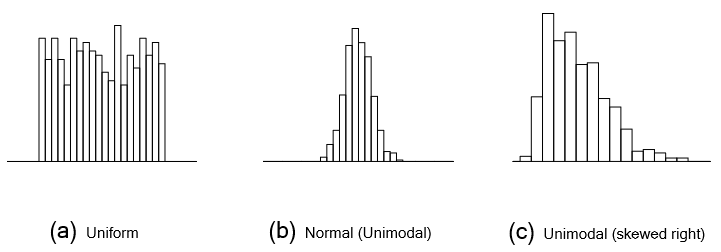 (a) Uniform
(b) Normal (Unimodal)
(c) Unimodal (skewed right)